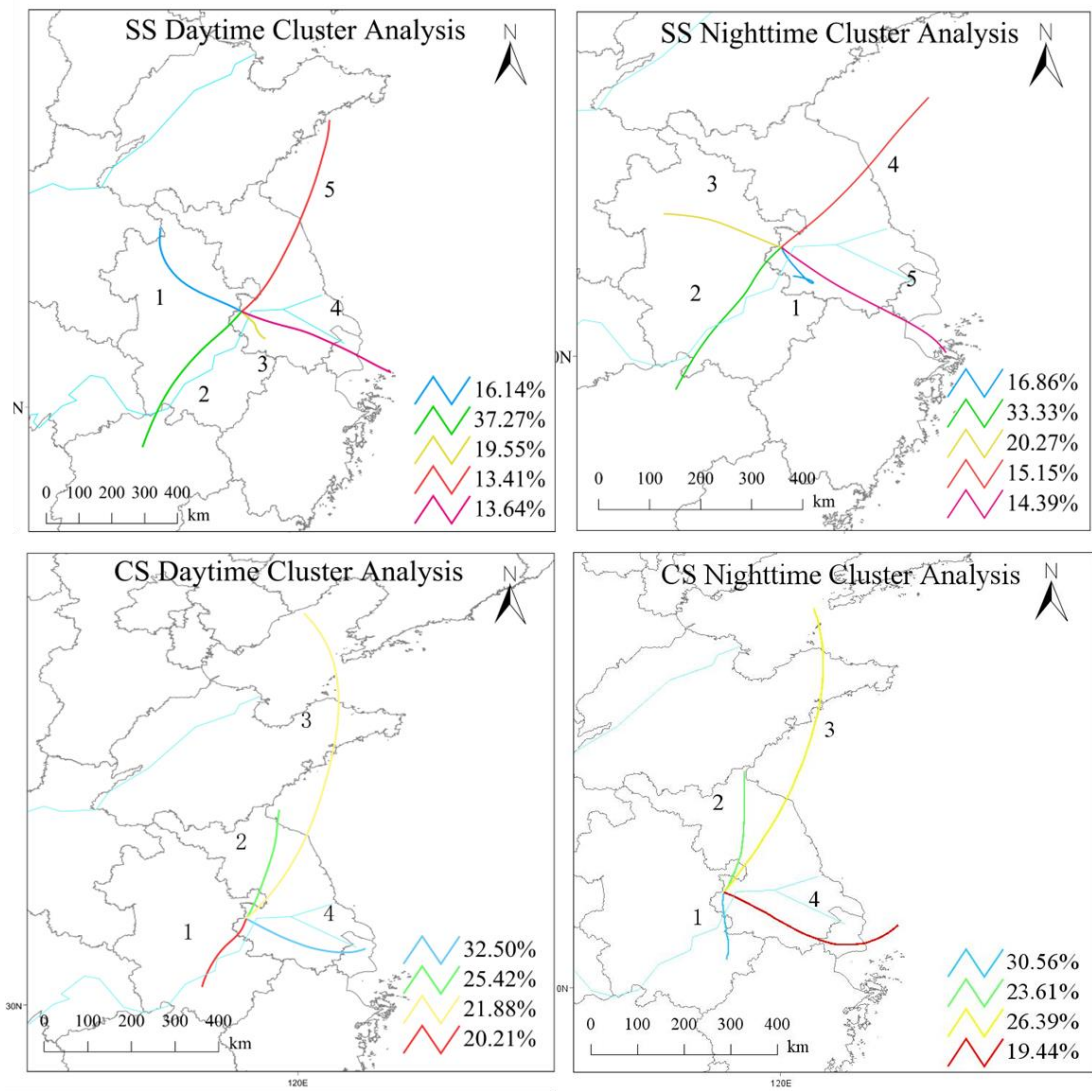 SS Daytime Cluster Analysis
N
5
1
4
3
2
N
16.14%
37.27%
19.55%
13.41%
13.64%
0 100 200 300 400
km
SS Nighttime Cluster Analysis
N
4
3
5
2
1
0N
16.86%
33.33%
20.27%
15.15%
14.39%
0 100 200 300 400
km
CS Daytime Cluster Analysis
N
3
2
4
1
32.50%
25.42%
21.88%
20.21%
30N
0 100 200 300 400
km
120E
CS Nighttime Cluster Analysis
N
3
2
4
1
30.56%
23.61%
26.39%
19.44%
0N
0 100 200 300 400
km
120E